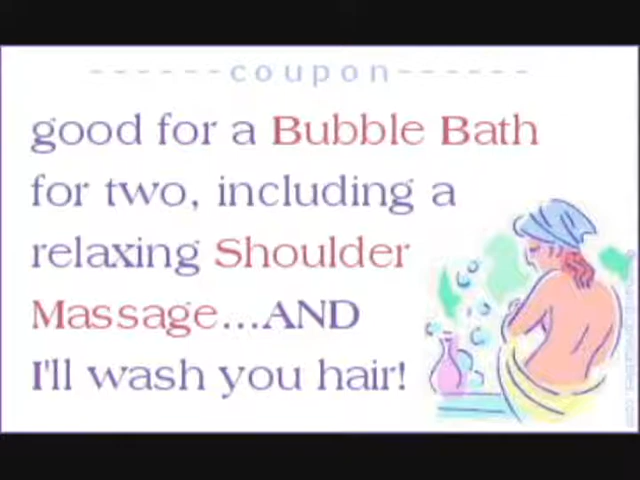 ------coupon------
good for a Bubble Bath
for two, including a
relaxing Shoulder
Massage...AND
I'll wash you hair!